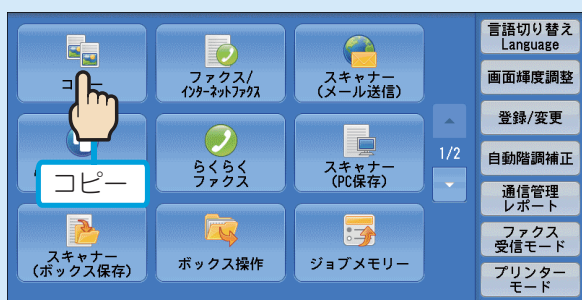 コピー
ファクス/
インターネットファクス
スキャナー
(メール送信)
コピー
らくらく
ファクス
スキャナー
(PC保存)
スキャナー
(ボックス保存)
ボックス操作
ジョブメモリー
1/2
言語切り替え
Language
画面輝度調整
登録/変更
自動階調補正
通信管理
レポート
ファクス
受信モード
プリンター
モード